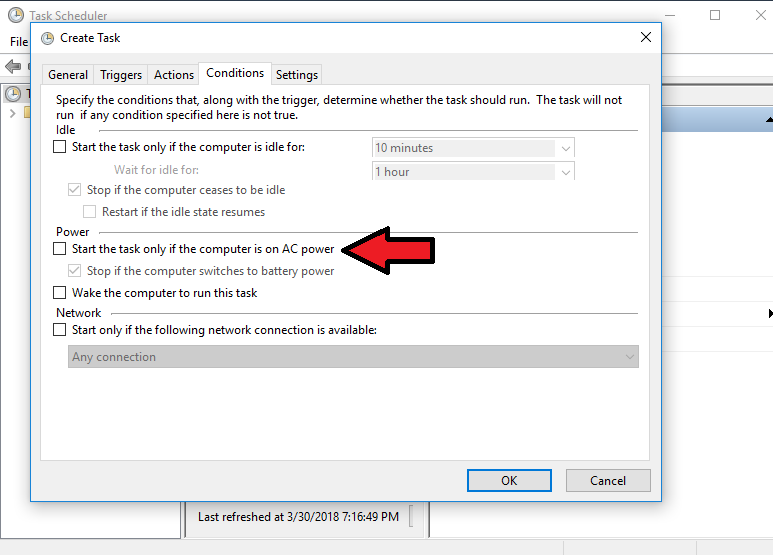 Task Scheduler
File
Create Task
General Triggers Actions Conditions Settings
Specify the conditions that, along with the trigger, determine whether the task should run. The task will not
run if any condition specified here is not true.
Idle
Start the task only if the computer is idle for: 10 minutes
Wait for idle for: 1 hour
Stop if the computer ceases to be idle
Restart if the idle state resumes
Power
Start the task only if the computer is on AC power
Stop if the computer switches to battery power
Wake the computer to run this task
Network
Start only if the following network connection is available:
Any connection
OK Cancel
Last refreshed at 3/30/2018 7:16:49 PM